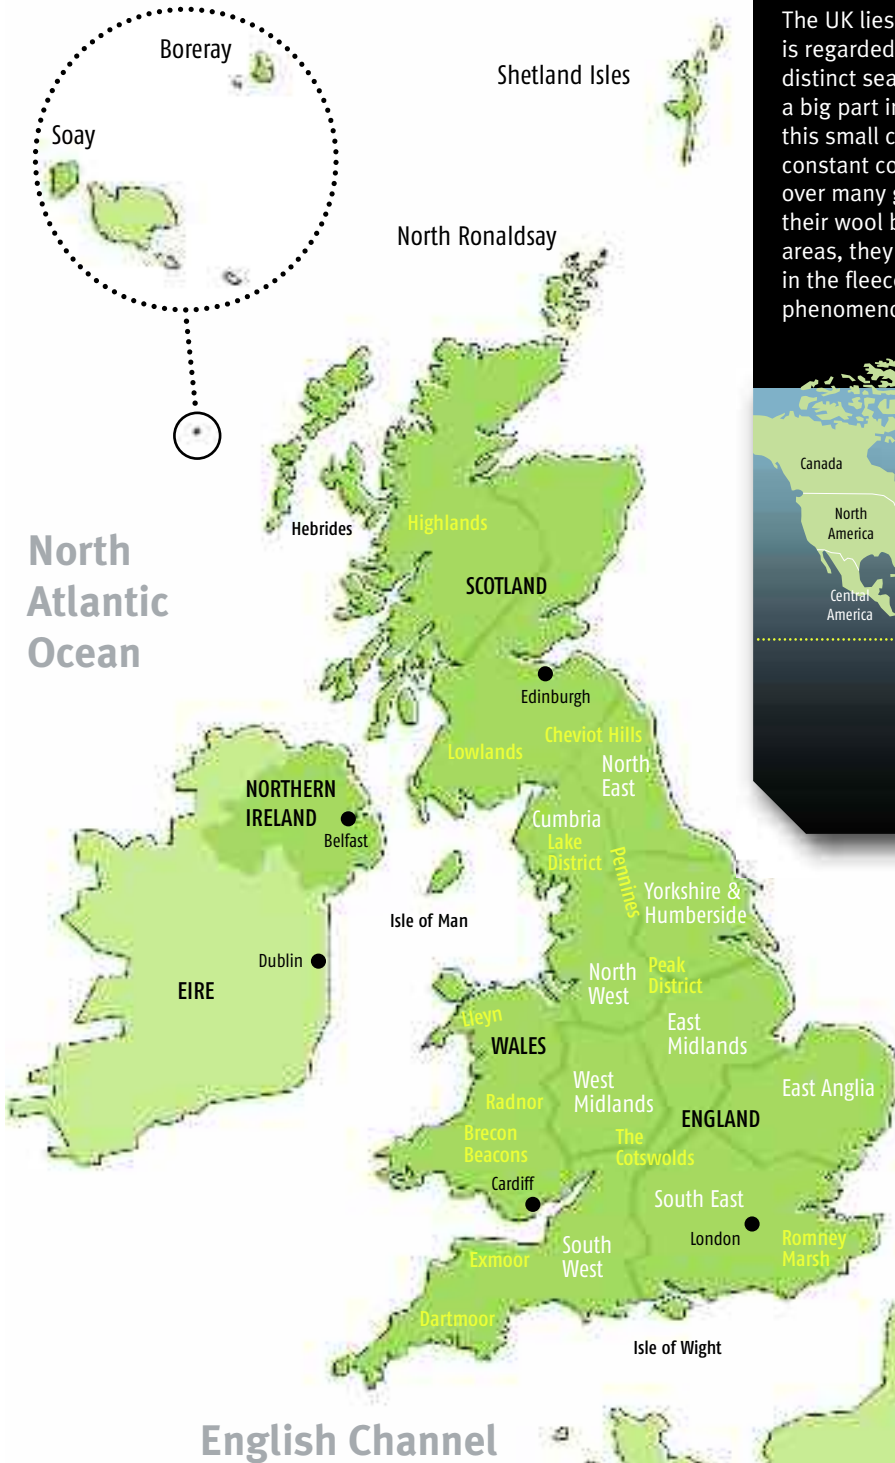 Boreray
Soay
Shetland Isles
North Ronaldsay
Hebrides
Highlands
North
Atlantic
Ocean
SCOTLAND
Edinburgh
Cheviot Hills
Lowlands
North
East
NORTHERN
IRELAND
Belfast
Cumbria
Lake
District
Pennines
Yorkshire &
Humberside
Isle of Man
Dublin
EIRE
North
West
Peak
District
Lleyn
WALES
East
Midlands
West
Midlands
Radnor
East Anglia
ENGLAND
Brecon
Beacons
The
Cotswolds
Cardiff
South East
London
Romney
Marsh
South
West
Exmoor
Dartmoor
Isle of Wight
English Channel
The UK lies
is regarded
distinct sea
a big part i
this small c
constant co
over many g
their wool b
areas, they
in the fleec
phenomeno
Canada
North
America
Central
America